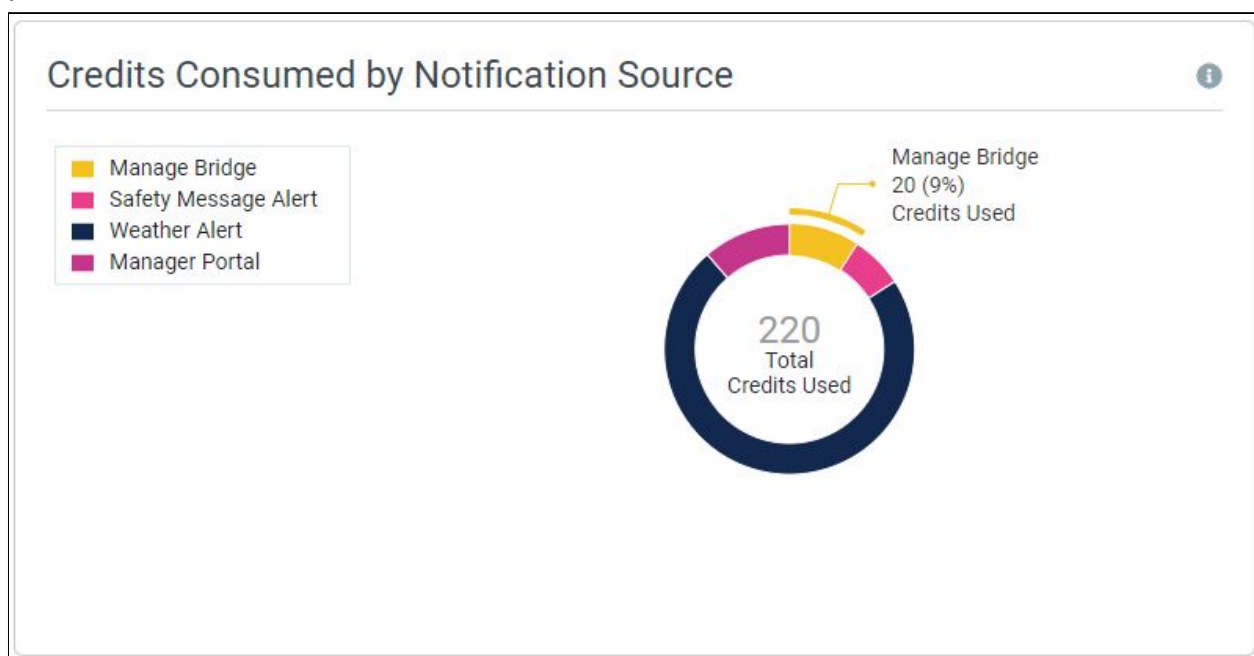 Credits Consumed by Notification Source
Manage Bridge
Safety Message Alert
Weather Alert
Manager Portal
Manage Bridge
20 (9%)
Credits Used
220
Total
Credits Used